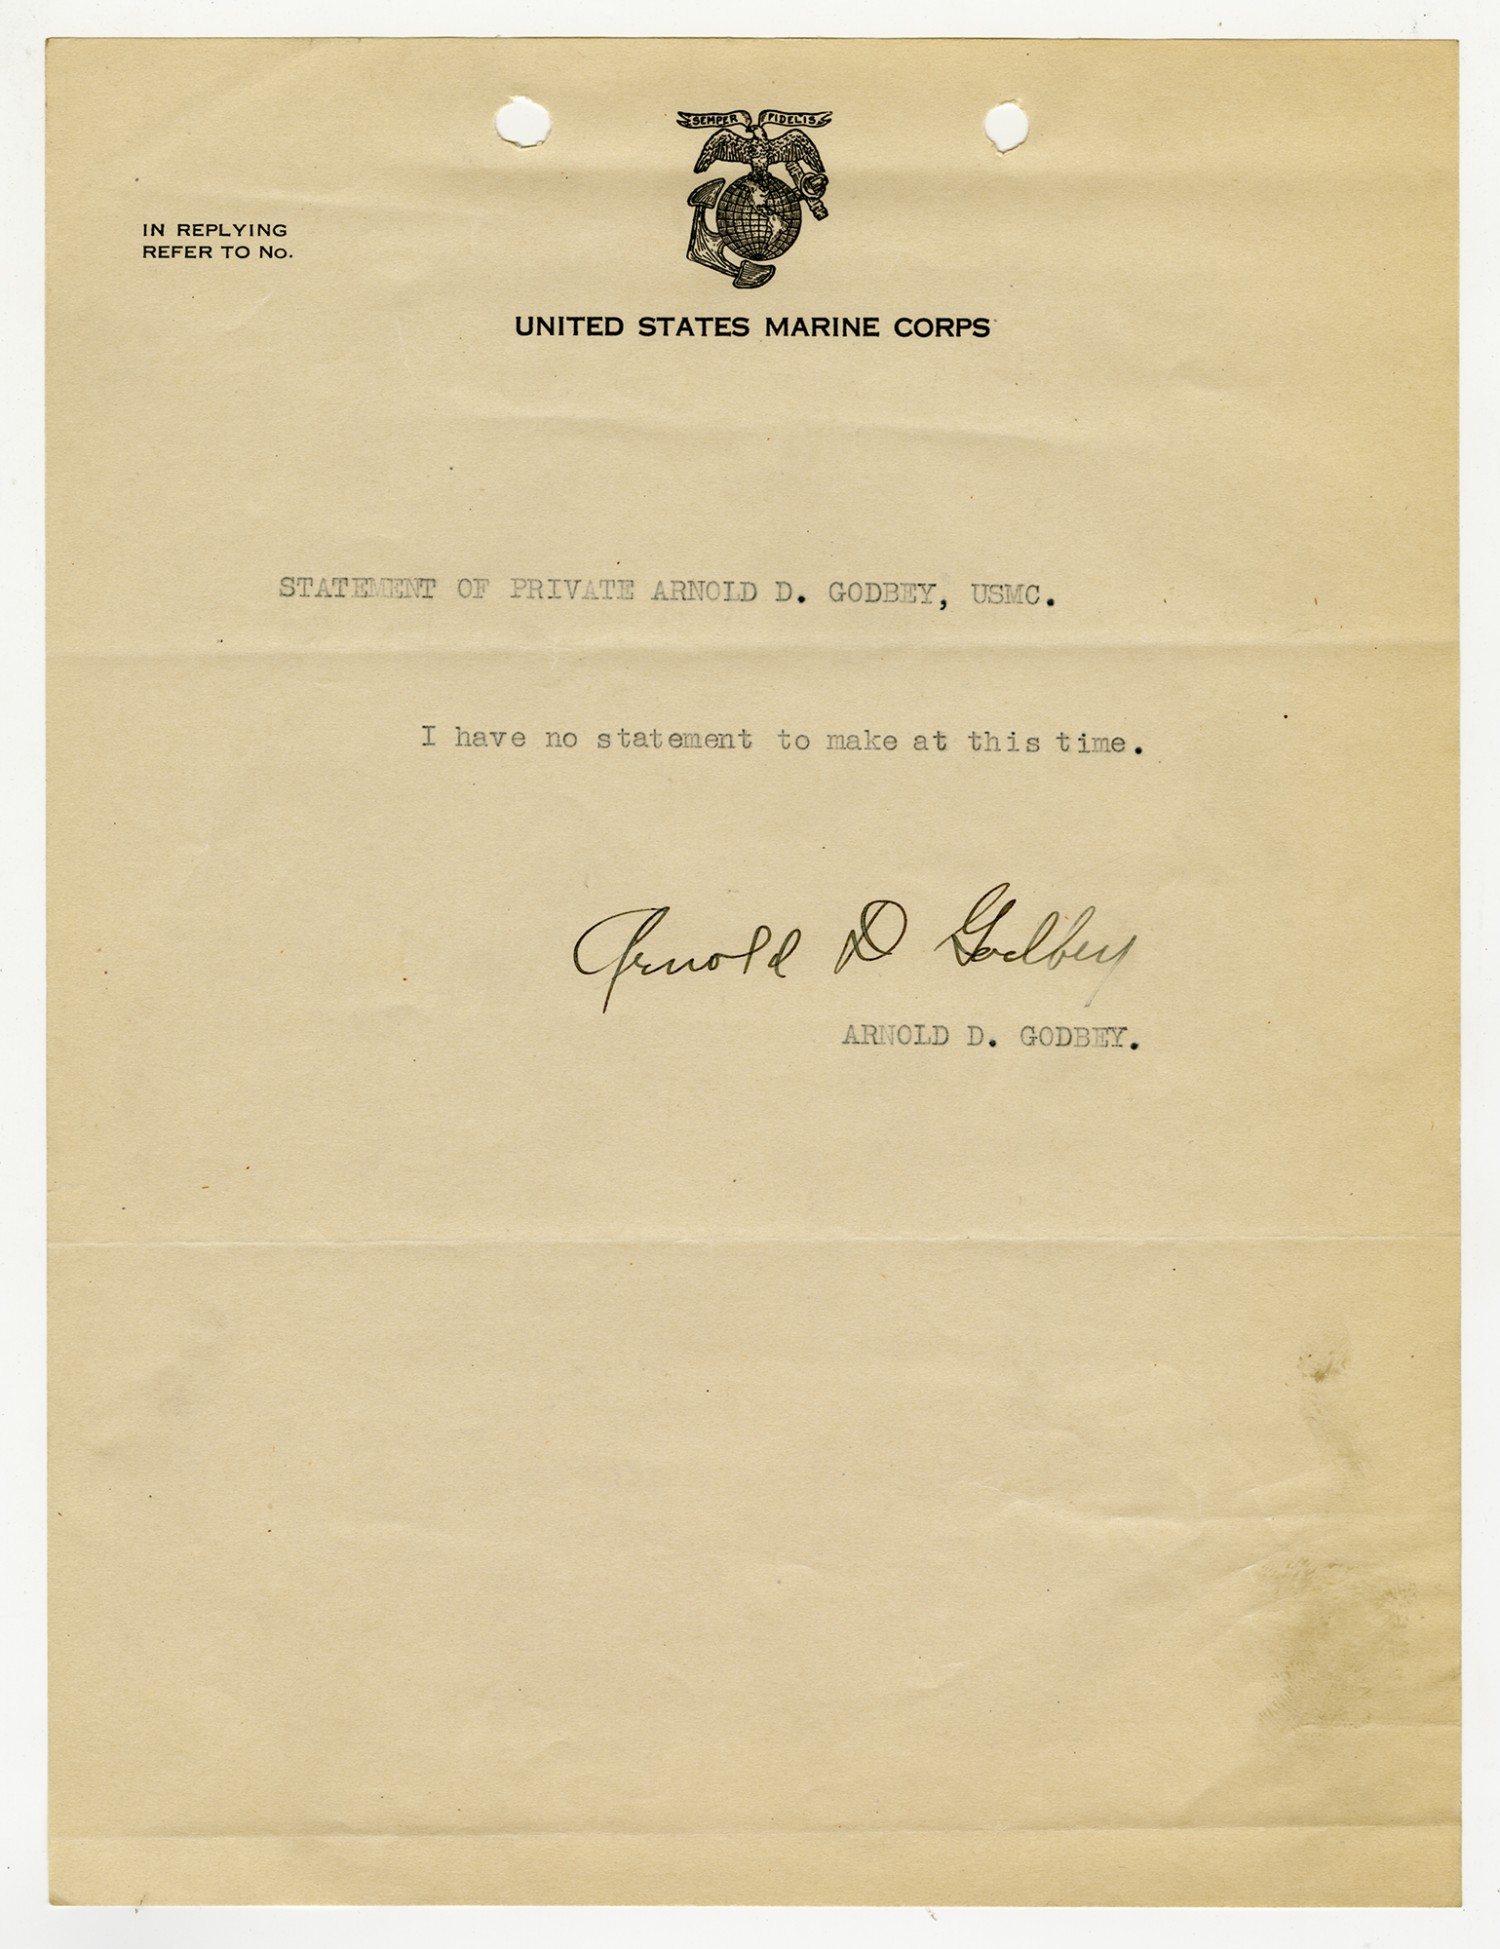 SEMPER FIDELIS
IN REPLYING
REFER TO No.
UNITED STATES MARINE CORPS
STATEMENT OF PRIVATE ARNOLD D. GODBEY, USMC.
I have no statement to make at this time.
Arnold D Godbey
ARNOLD D. GODBEY.